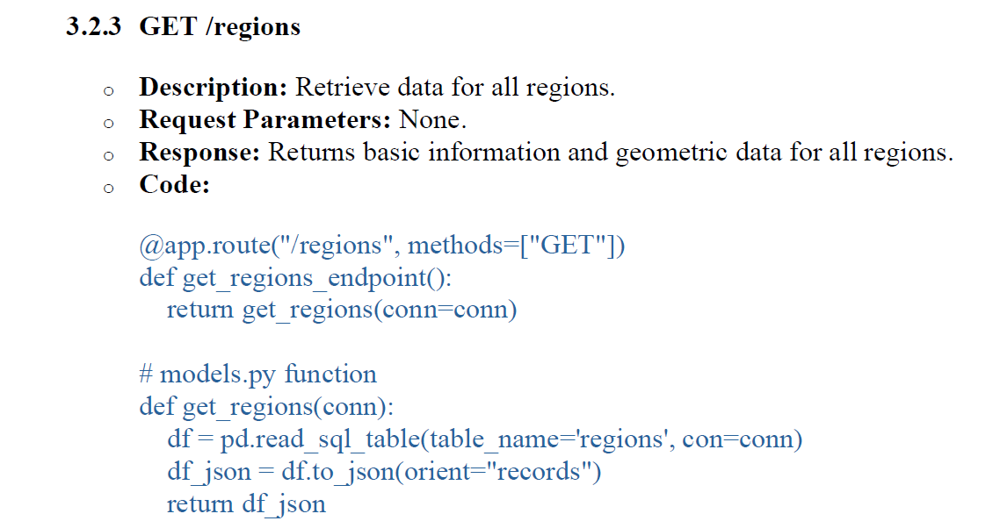 3.2.3 GET /regions
○ Description: Retrieve data for all regions.
○ Request Parameters: None.
○ Response: Returns basic information and geometric data for all regions.
○ Code:
@app.route("/regions", methods=["GET"])
def get_regions_endpoint():
    return get_regions(conn=conn)
# models.py function
def get_regions(conn):
    df = pd.read_sql_table(table_name='regions', con=conn)
    df_json = df.to_json(orient="records")
    return df_json